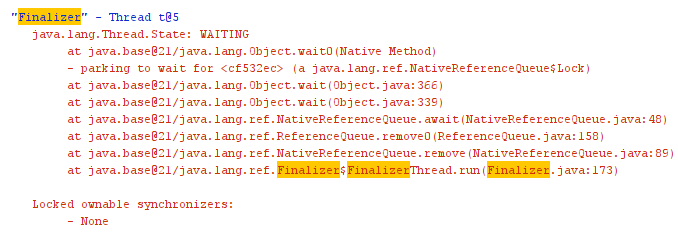 "Finalizer" - Thread t@5
java.lang.Thread.State: WAITING
at java.base@21/java.lang.Object.wait0(Native Method)
- parking to wait for <cf532ec> (a java.lang.ref.NativeReferenceQueue$Lock)
at java.base@21/java.lang.Object.wait(Object.java:366)
at java.base@21/java.lang.Object.wait(Object.java:339)
at java.base@21/java.lang.ref.NativeReferenceQueue.await(NativeReferenceQueue.java:48)
at java.base@21/java.lang.ref.ReferenceQueue.remove0(ReferenceQueue.java:158)
at java.base@21/java.lang.ref.NativeReferenceQueue.remove(NativeReferenceQueue.java:89)
at java.base@21/java.lang.ref.Finalizer$FinalizerThread.run(Finalizer.java:173)
Locked ownable synchronizers:
- None